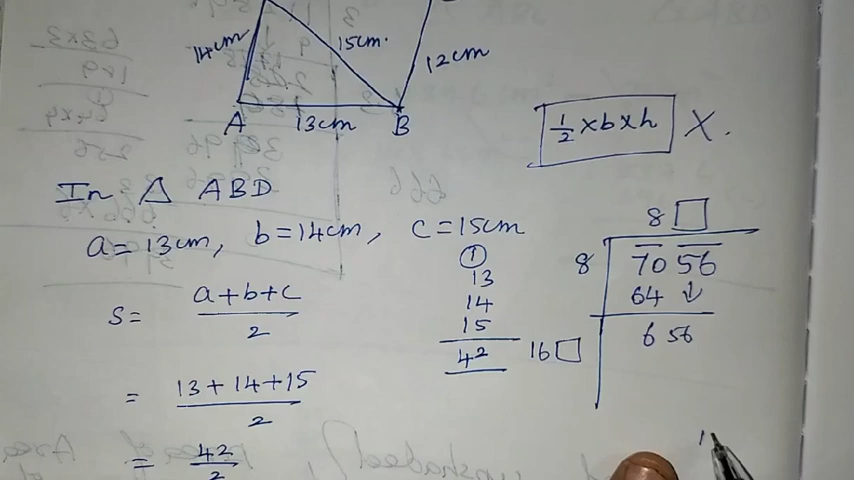 14cm
15cm.
12cm
A 13cm B
1/2 ×b×h X.
In △ ABD
a=13cm, b=14cm, c=15cm
s= a+b+c / 2
= 13+14+15 / 2
= 42 / 2
①
13
14
15
42
8□
8 70 56
64 ↓
16□ 6 56